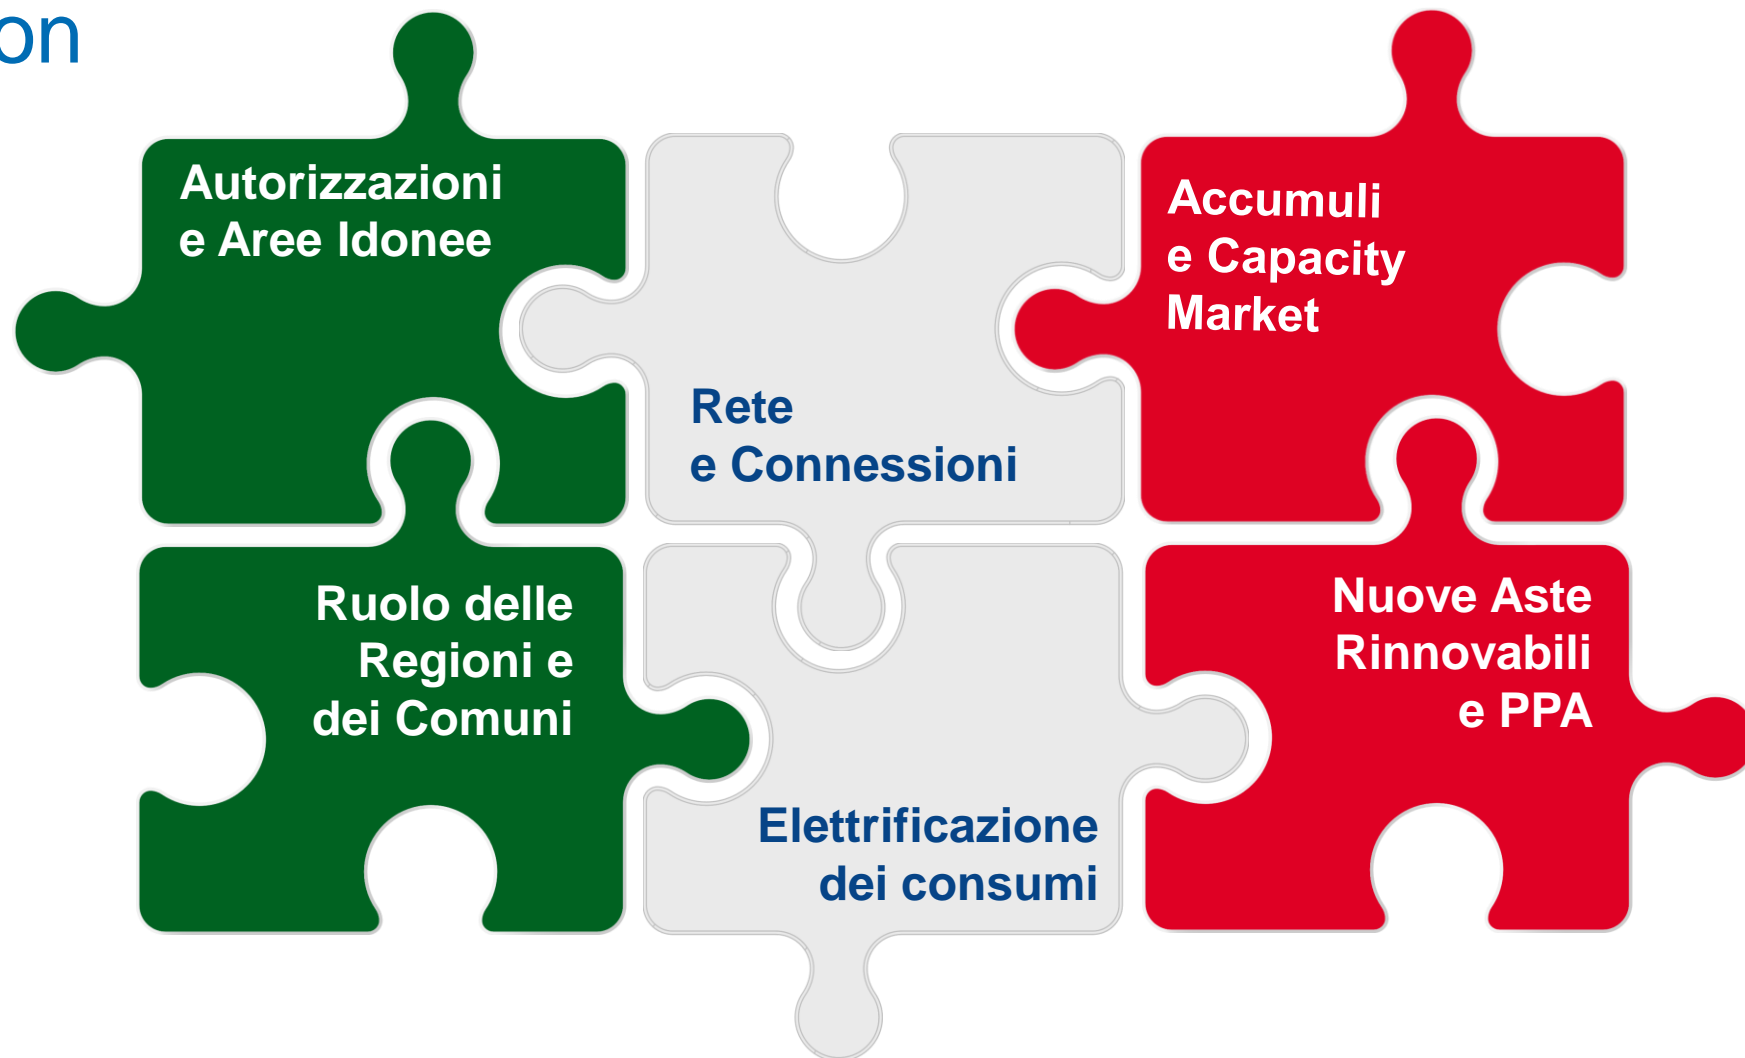 on
Autorizzazioni
e Aree Idonee
Rete
e Connessioni
Accumuli
e Capacity
Market
Ruolo delle
Regioni e
dei Comuni
Elettrificazione
dei consumi
Nuove Aste
Rinnovabili
e PPA